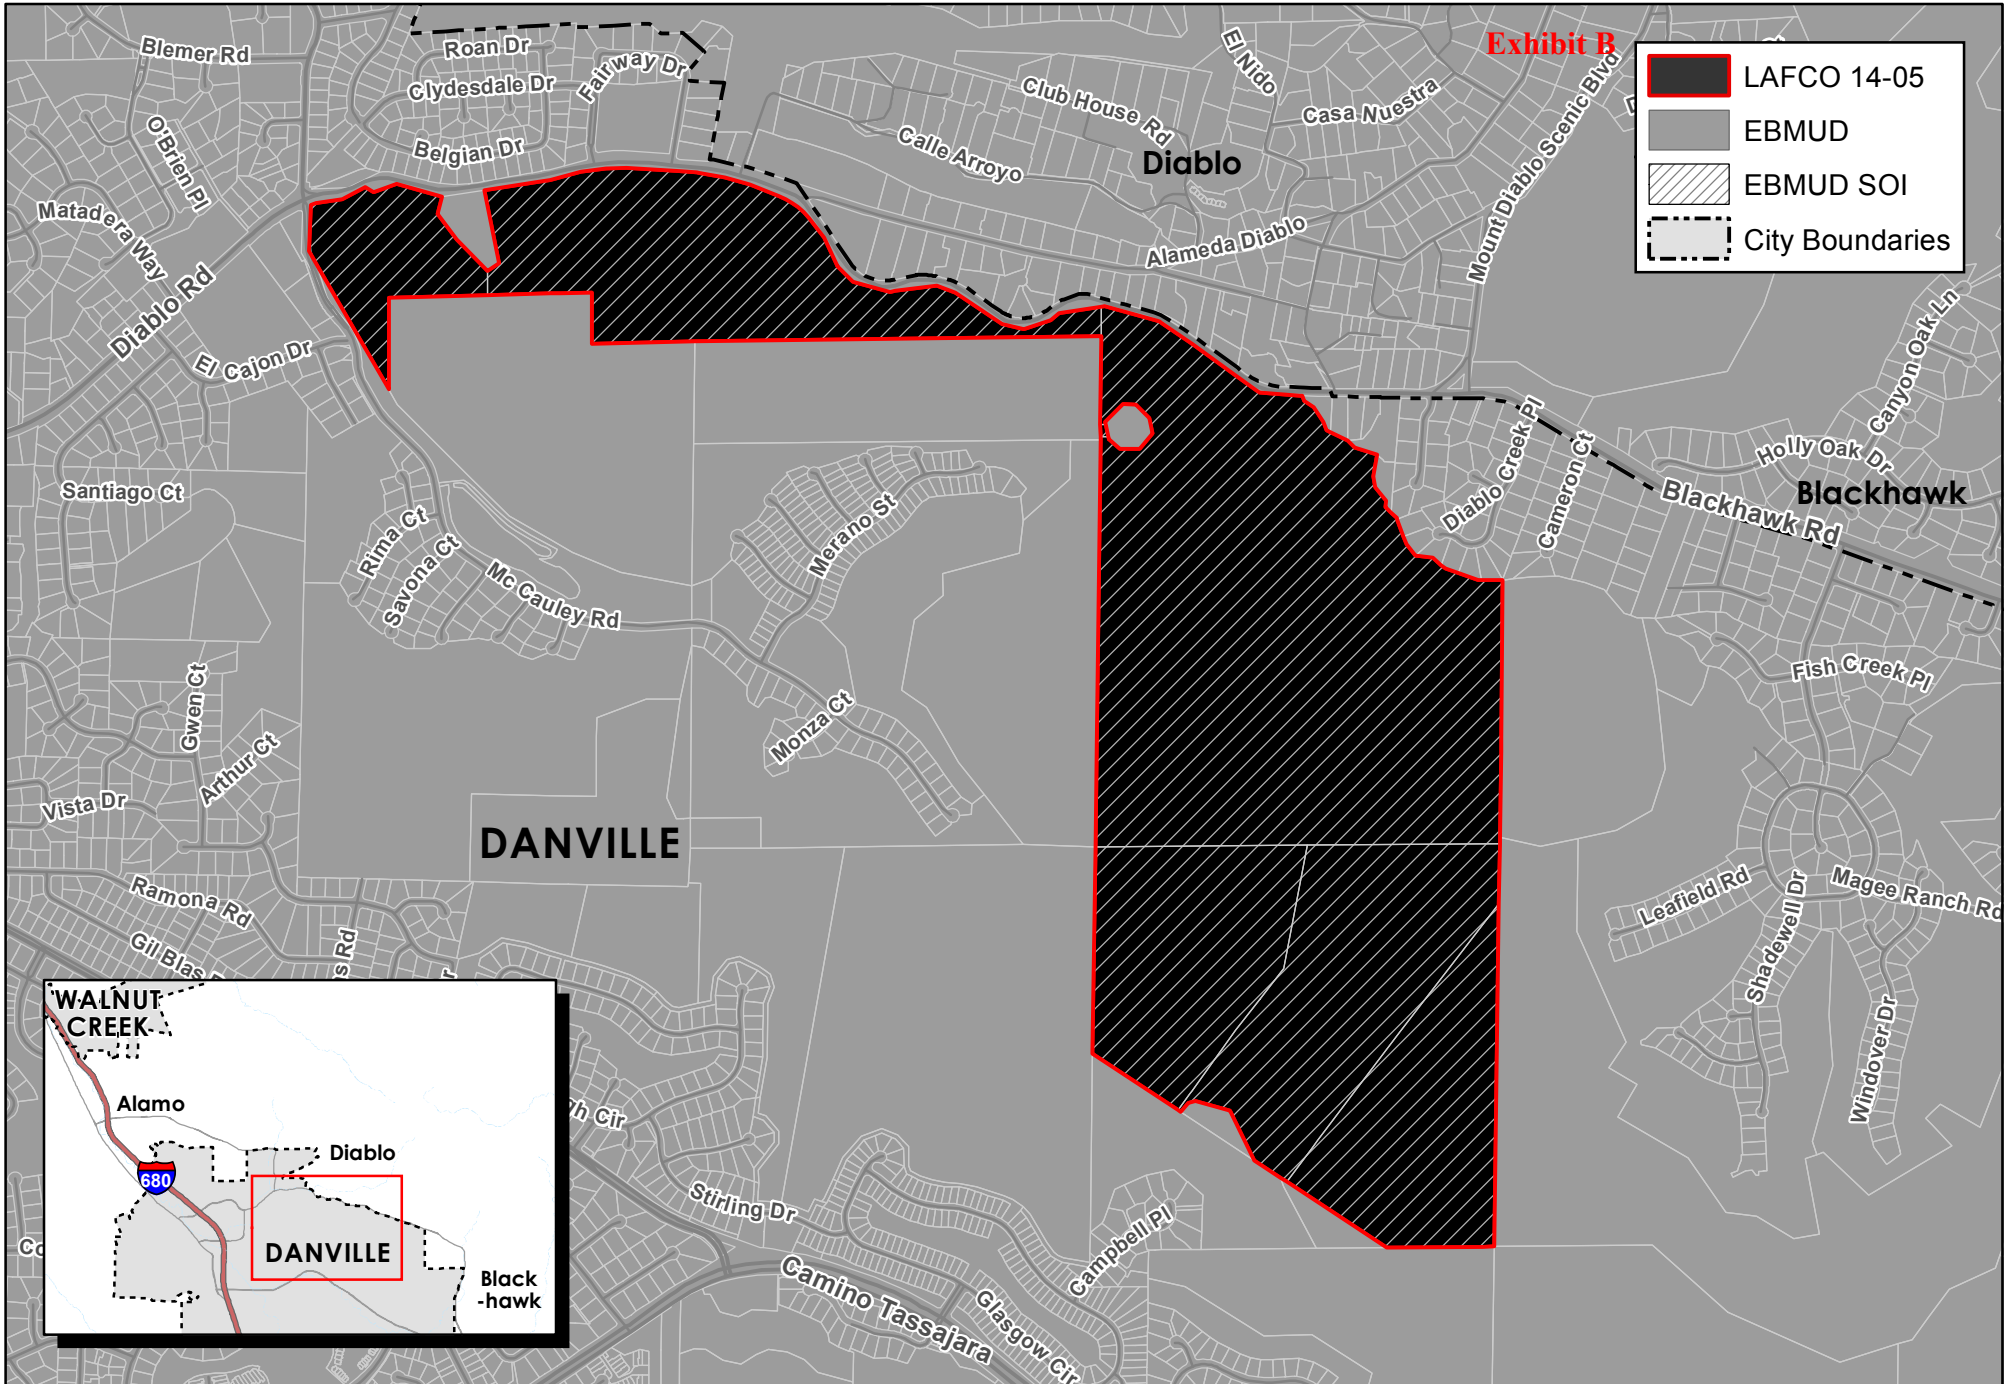 Exhibit B
LAFCO 14-05
EBMUD
EBMUD SOI
City Boundaries
Blemer Rd
Roan Dr
Clydesdale Dr
Fairway Dr
Belgian Dr
O'Brien Pl
Matadera Way
Diablo Rd
El Cajon Dr
El Nido
Club House Rd
Casa Nuestra
Calle Arroyo
Diablo
Alameda Diablo
Mount Diablo Scenic Blvd
Canyon Oak Ln
Holly Oak Dr
Blackhawk
Blackhawk Rd
Diablo Creek Pl
Cameron Ct
Santiago Ct
Rima Ct
Savona Ct
Mc Cauley Rd
Merano St
Monza Ct
Fish Creek Pl
Gwen Ct
Arthur Ct
Vista Dr
DANVILLE
Ramona Rd
Gil Blas
Leafield Rd
Magee Ranch Rd
Shadewell Dr
Windover Dr
Stirling Dr
Campbell Pl
Camino Tassajara
Glasgow Cir
Cir
WALNUT
CREEK
Alamo
Diablo
680
DANVILLE
Black
-hawk